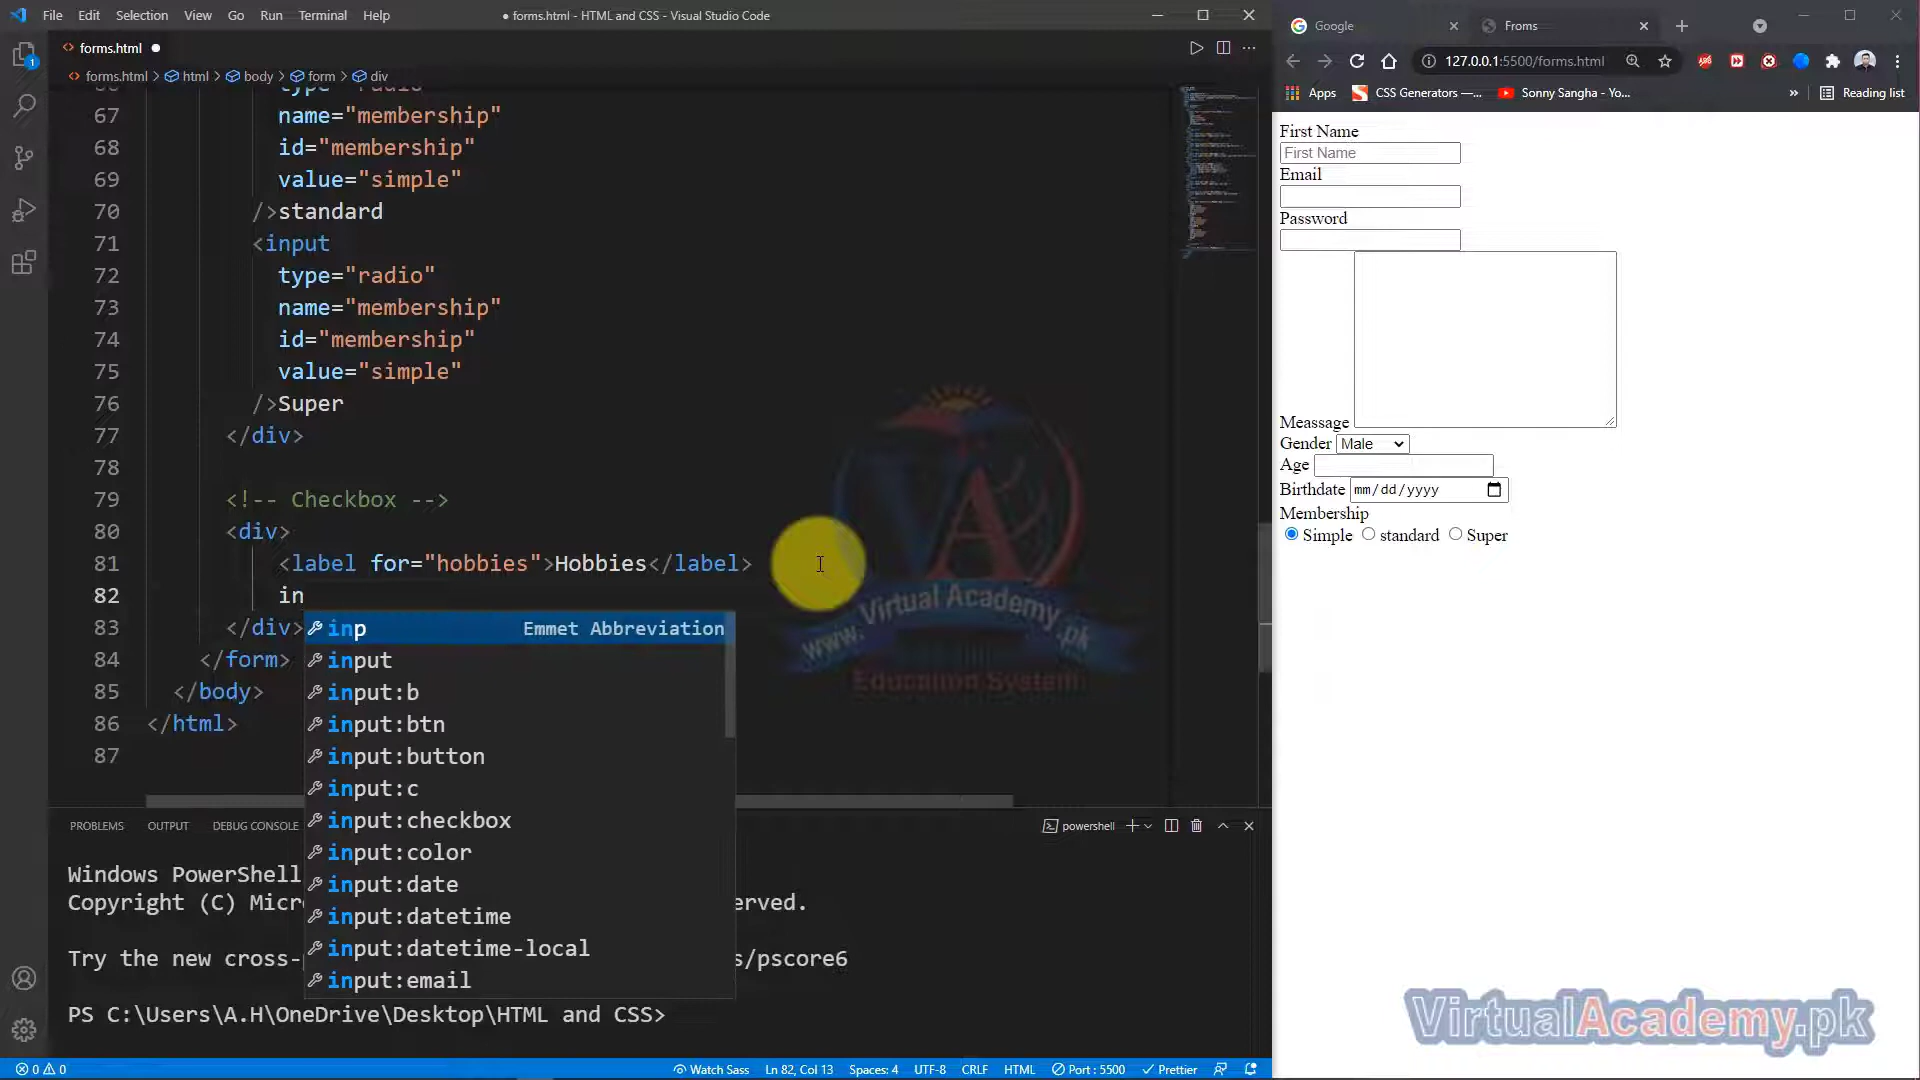 File Edit Selection View Go Run Terminal Help
● forms.html - HTML and CSS - Visual Studio Code
forms.html
forms.html > html > body > form > div
67 name="membership"
68 id="membership"
69 value="simple"
70 />standard
71 <input
72 type="radio"
73 name="membership"
74 id="membership"
75 value="simple"
76 />Super
77 </div>
78
79 <!-- Checkbox -->
80 <div>
81 <label for="hobbies">Hobbies</label>
82 in
83 </div>
84 </form>
85 </body>
86 </html>
87
inp Emmet Abbreviation
input
input:b
input:btn
input:button
input:c
input:checkbox
input:color
input:date
input:datetime
input:datetime-local
input:email
PROBLEMS OUTPUT DEBUG CONSOLE
powershell
Windows PowerShell
Copyright (C) Micr
erved.
Try the new cross-
s/pscore6
PS C:\Users\A.H\OneDrive\Desktop\HTML and CSS>
0 0
Watch Sass Ln 82, Col 13 Spaces: 4 UTF-8 CRLF HTML Port : 5500 Prettier
Google
Froms
127.0.0.1:5500/forms.html
Apps CSS Generators —... Sonny Sangha - Yo... » Reading list
First Name
First Name
Email
Password
Meassage
Gender Male
Age
Birthdate mm/dd/yyyy
Membership
Simple standard Super
VA
www.Virtual Academy.pk
Education System
VirtualAcademy.pk